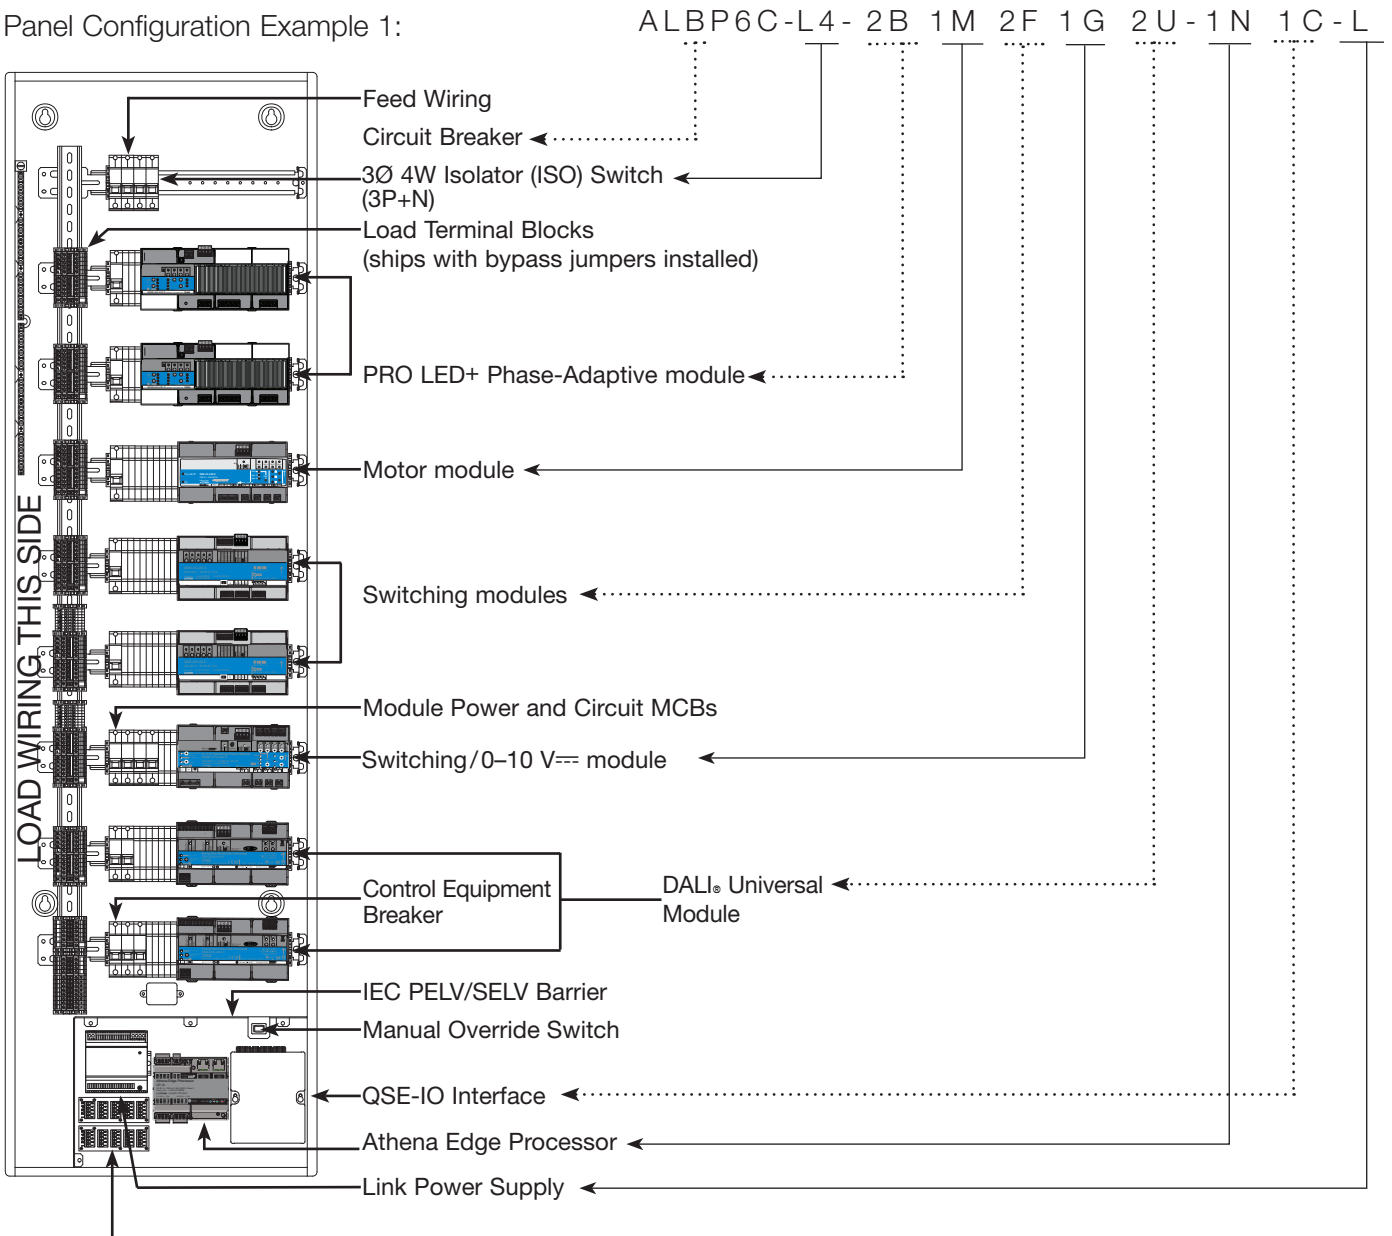 Panel Configuration Example 1:
ALBP6C-L4-2B 1M 2F 1G 2U-1N 1C-L
Feed Wiring
Circuit Breaker
3Ø 4W Isolator (ISO) Switch
(3P+N)
Load Terminal Blocks
(ships with bypass jumpers installed)
PRO LED+ Phase-Adaptive module
Motor module
LOAD WIRING THIS SIDE
Switching modules
Module Power and Circuit MCBs
Switching/0–10 V⎓ module
Control Equipment
Breaker
DALI® Universal
Module
IEC PELV/SELV Barrier
Manual Override Switch
QSE-IO Interface
Athena Edge Processor
Link Power Supply